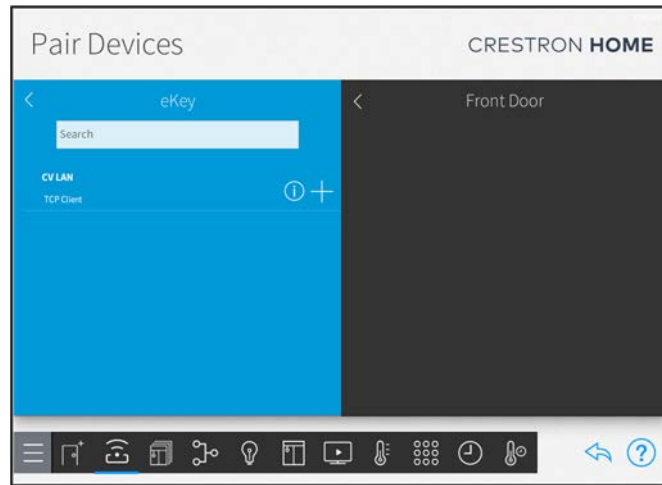 Pair Devices
CRESTRON HOME
eKey
Search
CV LAN
TCP Client
Front Door